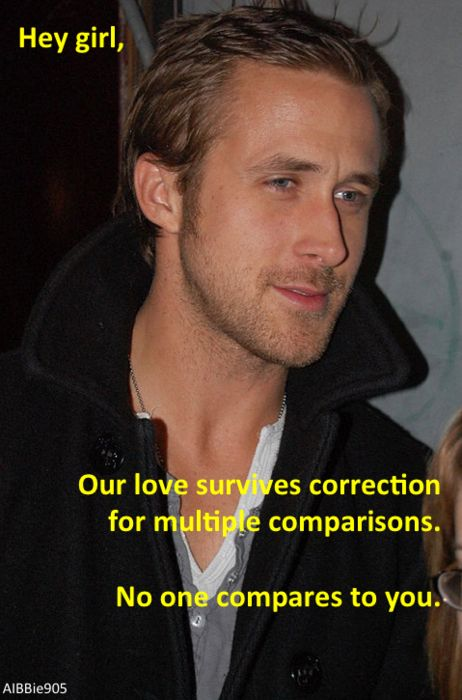 Hey girl,
Our love survives correction
for multiple comparisons.
No one compares to you.
AIBBie905